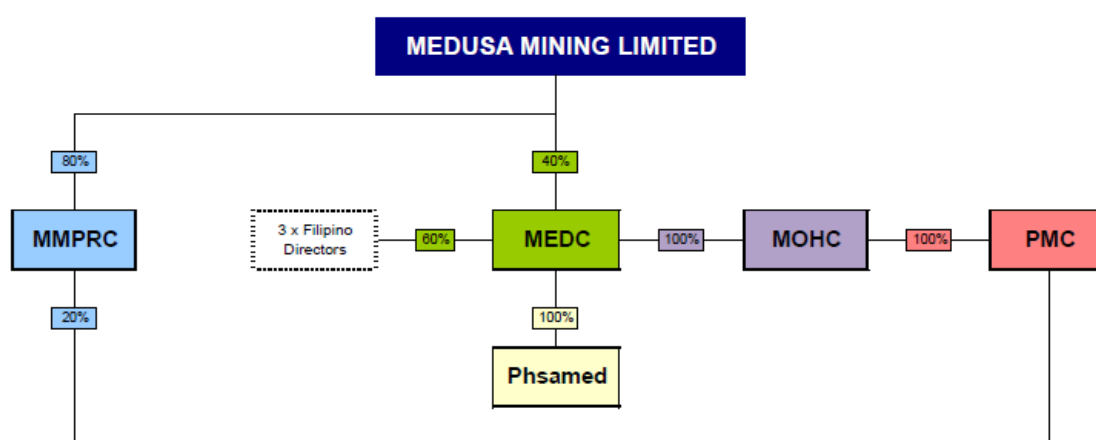 MEDUSA MINING LIMITED
80%
40%
MMPRC
3 x Filipino
Directors
60%
MEDC
100%
MOHC
100%
PMC
20%
100%
Phsamed